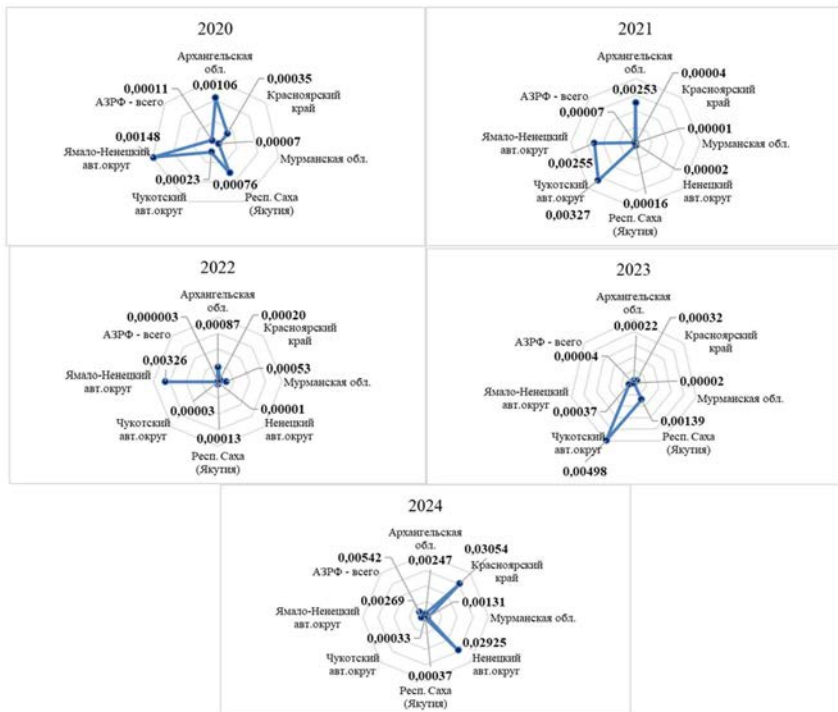 2020
Архангельская
обл.
0,00106
0,00035
Красноярский
край
0,00007
Мурманская обл.
0,00076
Респ. Саха
(Якутия)
0,00023
Чукотский
авт.округ
0,00148
Ямало-Ненецкий
авт.округ
0,00011
АЗРФ - всего
2021
Архангельская
обл.
0,00253
0,00004
Красноярский
край
0,00001
Мурманская обл.
0,00002
Ненецкий
авт.округ
0,00016
Респ. Саха
(Якутия)
Чукотский
авт.округ
0,00327
Ямало-Ненецкий
авт.округ
0,00255
АЗРФ - всего
0,00007
2022
Архангельская
обл.
0,00087
0,00020
Красноярский
край
0,00053
Мурманская обл.
0,00001
Ненецкий
авт.округ
0,00013
Респ. Саха
(Якутия)
0,00003
Чукотский
авт.округ
0,00326
Ямало-Ненецкий
авт.округ
0,000003
АЗРФ - всего
2023
Архангельская
обл.
0,00022
0,00032
Красноярский
край
0,00002
Мурманская обл.
0,00139
Респ. Саха
(Якутия)
Чукотский
авт.округ
0,00498
Ямало-Ненецкий
авт.округ
0,00037
АЗРФ - всего
0,00004
2024
Архангельская
обл.
0,00247
0,03054
Красноярский
край
0,00131
Мурманская обл.
0,02925
Ненецкий
авт.округ
0,00037
Респ. Саха
(Якутия)
0,00033
Чукотский
авт.округ
0,00269
Ямало-Ненецкий
авт.округ
0,00542
АЗРФ - всего